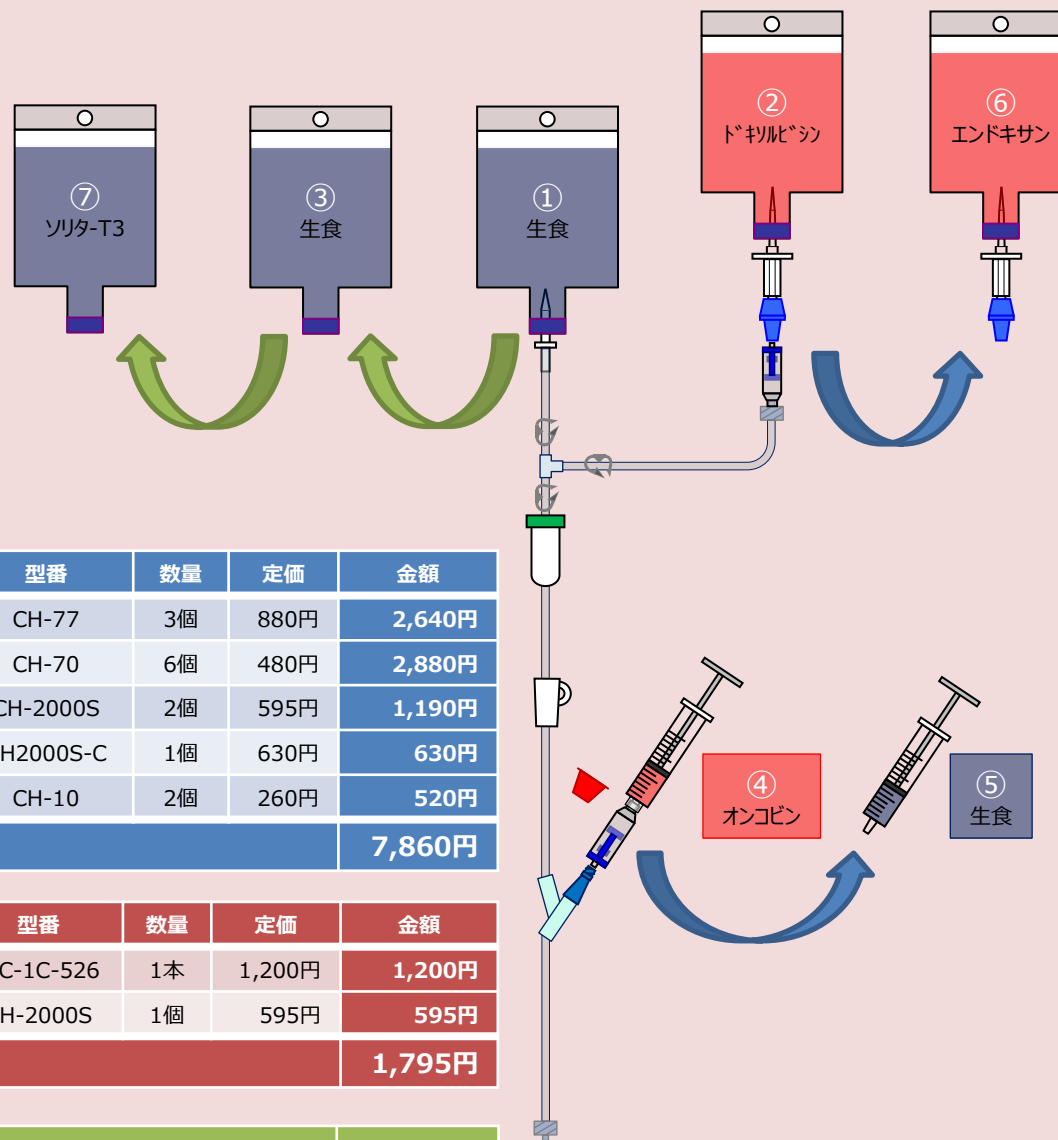 ②
ﾄﾞｷｿﾙﾋﾞｼﾝ
⑥
エンドキサン
⑦
ソリタ-T3
③
生食
①
生食
型番 数量 定価 金額
CH-77 3個 880円 2,640円
CH-70 6個 480円 2,880円
CH-2000S 2個 595円 1,190円
H2000S-C 1個 630円 630円
CH-10 2個 260円 520円
7,860円
④
オンコビン
⑤
生食
型番 数量 定価 金額
C-1C-526 1本 1,200円 1,200円
H-2000S 1個 595円 595円
1,795円